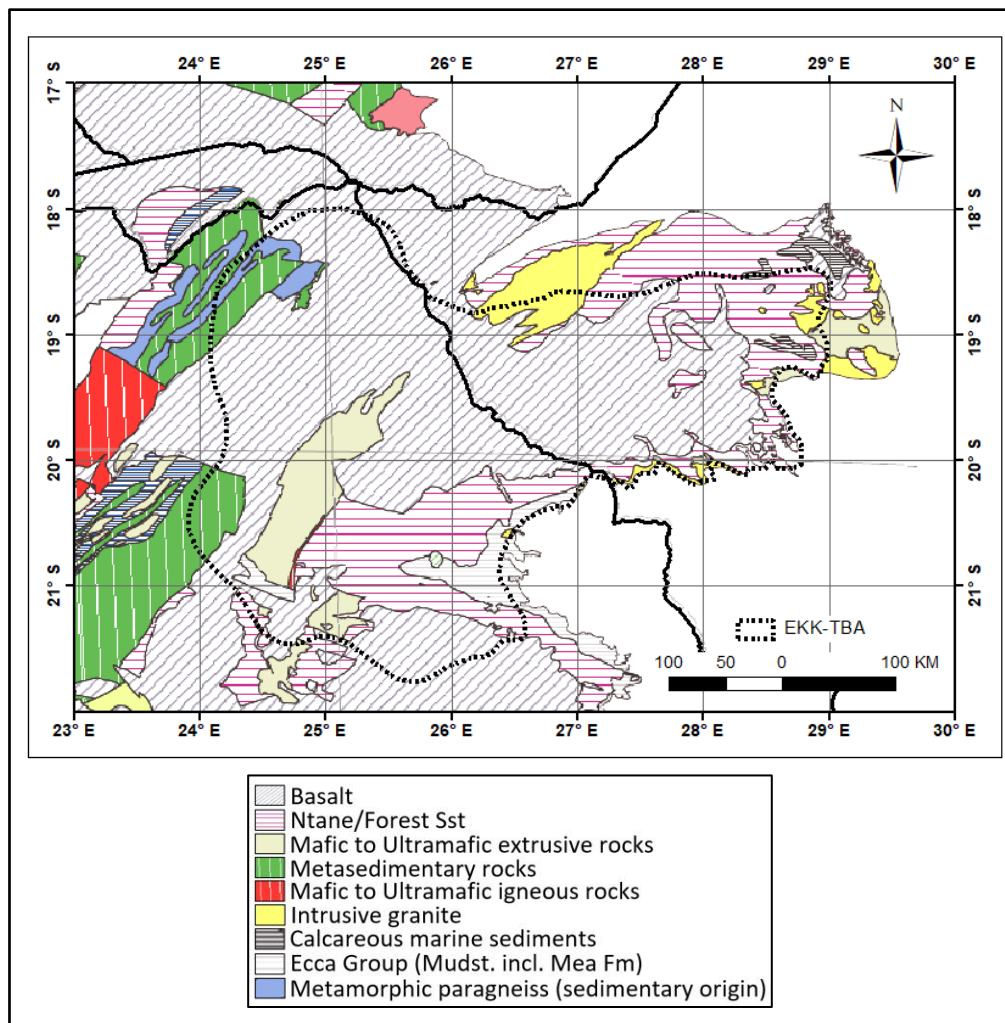 24° E 25° E 26° E 27° E 28° E 29° E 30° E
17° S 17° S
N
18° S 18° S
19° S 19° S
20° S 20° S
21° S 21° S
EKK-TBA
100 50 0 100 KM
23° E 24° E 25° E 26° E 27° E 28° E 29° E 30° E
Basalt
Ntane/Forest Sst
Mafic to Ultramafic extrusive rocks
Metasedimentary rocks
Mafic to Ultramafic igneous rocks
Intrusive granite
Calcareous marine sediments
Ecca Group (Mudst. incl. Mea Fm)
Metamorphic paragneiss (sedimentary origin)